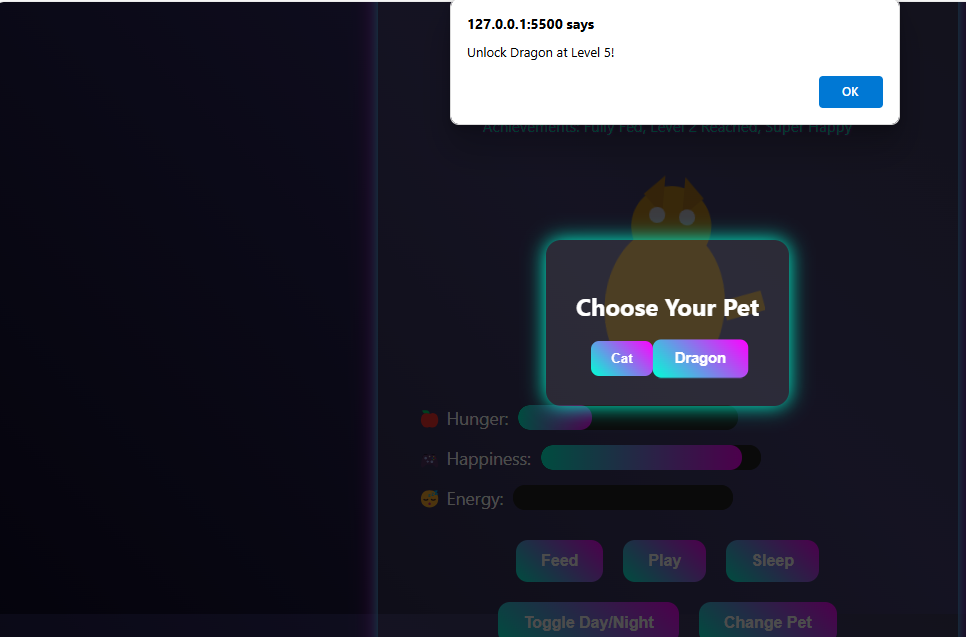 127.0.0.1:5500 says
Unlock Dragon at Level 5!
OK
Achievements: Fully Fed, Level 2 Reached, Super Happy
Choose Your Pet
Cat Dragon
Hunger:
Happiness:
Energy:
Feed Play Sleep
Toggle Day/Night Change Pet